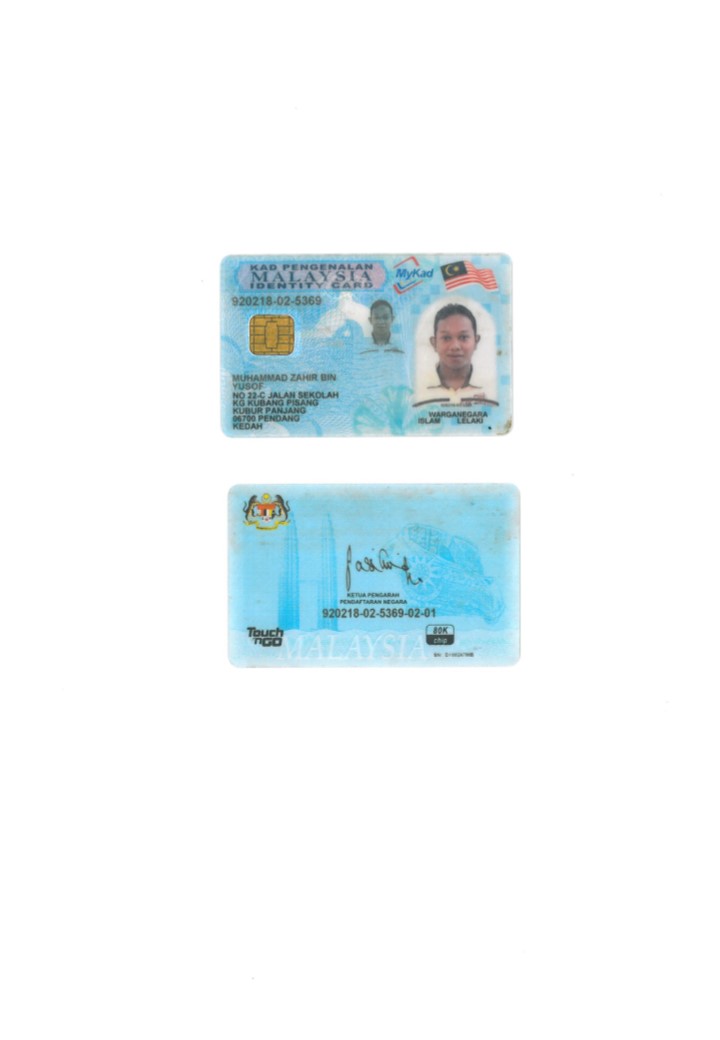 KAD PENGENALAN
MALAYSIA
IDENTITY CARD
MyKad
920218-02-5369
MUHAMMAD ZAHIR BIN
YUSOF
NO 22-C JALAN SEKOLAH
KG KUBANG PISANG
KUBUR PANJANG
06700 PENDANG
KEDAH
WARGANEGARA
ISLAM LELAKI
KETUA PENGARAH
PENDAFTARAN NEGARA
920218-02-5369-02-01
Touch
'nGO
80K
chip
MALAYSIA